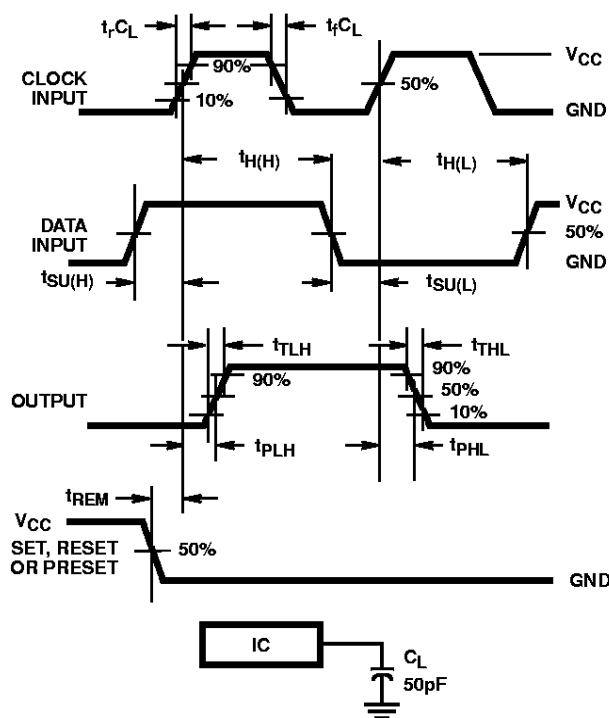 trCL
tfCL
CLOCK
INPUT
90%
10%
50%
VCC
GND
tH(H)
tH(L)
DATA
INPUT
VCC
50%
GND
tSU(H)
tSU(L)
tTLH
tTHL
OUTPUT
90%
90%
50%
10%
tPLH
tPHL
tREM
VCC
SET, RESET
OR PRESET
50%
GND
IC
CL
50pF